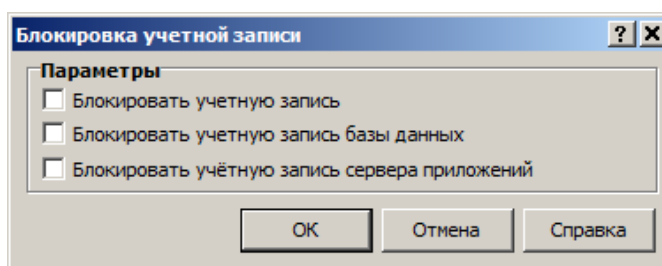 Блокировка учетной записи
Параметры
Блокировать учетную запись
Блокировать учетную запись базы данных
Блокировать учётную запись сервера приложений
ОК Отмена Справка